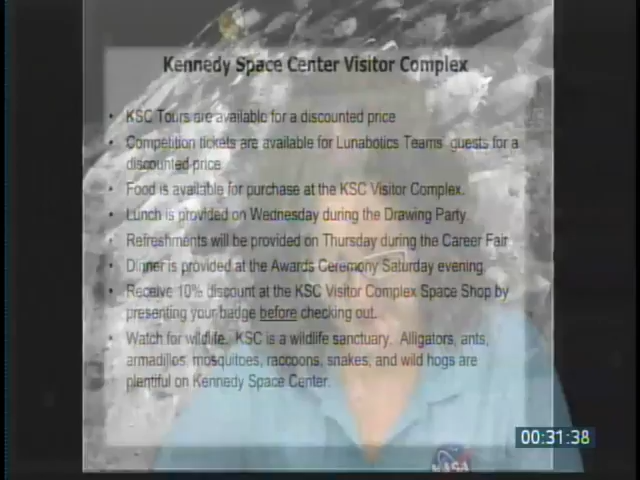 Kennedy Space Center Visitor Complex
• KSC Tours are available for a discounted price
• Competition tickets are available for Lunabotics Teams guests for a
discounted price
• Food is available for purchase at the KSC Visitor Complex.
• Lunch is provided on Wednesday during the Drawing Party.
• Refreshments will be provided on Thursday during the Career Fair
• Dinner is provided at the Awards Ceremony Saturday evening
• Receive 10% discount at the KSC Visitor Complex Space Shop by
presenting your badge before checking out.
• Watch for wildlife. KSC is a wildlife sanctuary. Alligators, ants,
armadillos, mosquitoes, raccoons, snakes, and wild hogs are
plentiful on Kennedy Space Center.
NASA
00:31:38